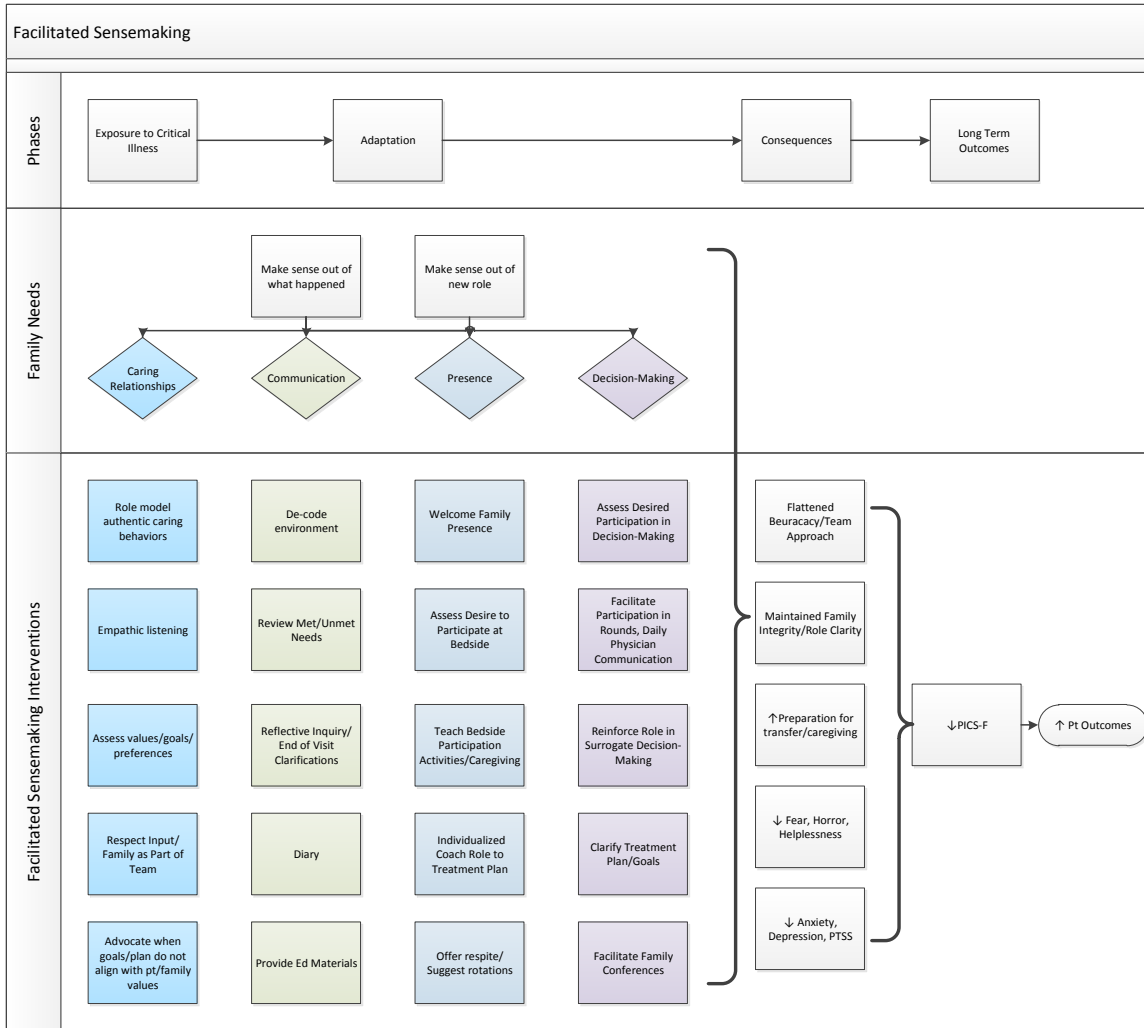 Facilitated Sensemaking
Phases
Exposure to Critical
Illness
Adaptation
Consequences
Long Term
Outcomes
Family Needs
Make sense out of
what happened
Make sense out of
new role
Caring
Relationships
Communication
Presence
Decision-Making
Facilitated Sensemaking Interventions
Role model
authentic caring
behaviors
De-code
environment
Welcome Family
Presence
Assess Desired
Participation in
Decision-Making
Flattened
Beuracacy/Team
Approach
Empathic listening
Review Met/Unmet
Needs
Assess Desire to
Participate at
Bedside
Facilitate
Participation in
Rounds, Daily
Physician
Communication
Maintained Family
Integrity/Role Clarity
Assess values/goals/
preferences
Reflective Inquiry/
End of Visit
Clarifications
Teach Bedside
Participation
Activities/Caregiving
Reinforce Role in
Surrogate Decision-
Making
↑Preparation for
transfer/caregiving
↓PICS-F
↑ Pt Outcomes
Respect Input/
Family as Part of
Team
Diary
Individualized
Coach Role to
Treatment Plan
Clarify Treatment
Plan/Goals
↓ Fear, Horror,
Helplessness
Advocate when
goals/plan do not
align with pt/family
values
Provide Ed Materials
Offer respite/
Suggest rotations
Facilitate Family
Conferences
↓ Anxiety,
Depression, PTSS